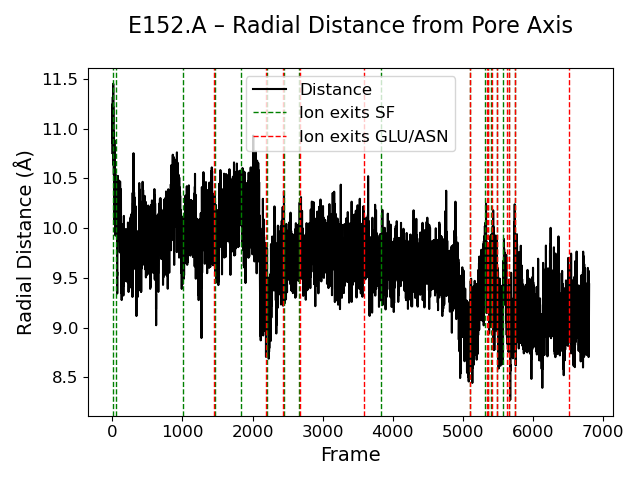 E152.A – Radial Distance from Pore Axis
Distance
Ion exits SF
Ion exits GLU/ASN
Radial Distance (Å)
11.5
11.0
10.5
10.0
9.5
9.0
8.5
0 1000 2000 3000 4000 5000 6000 7000
Frame